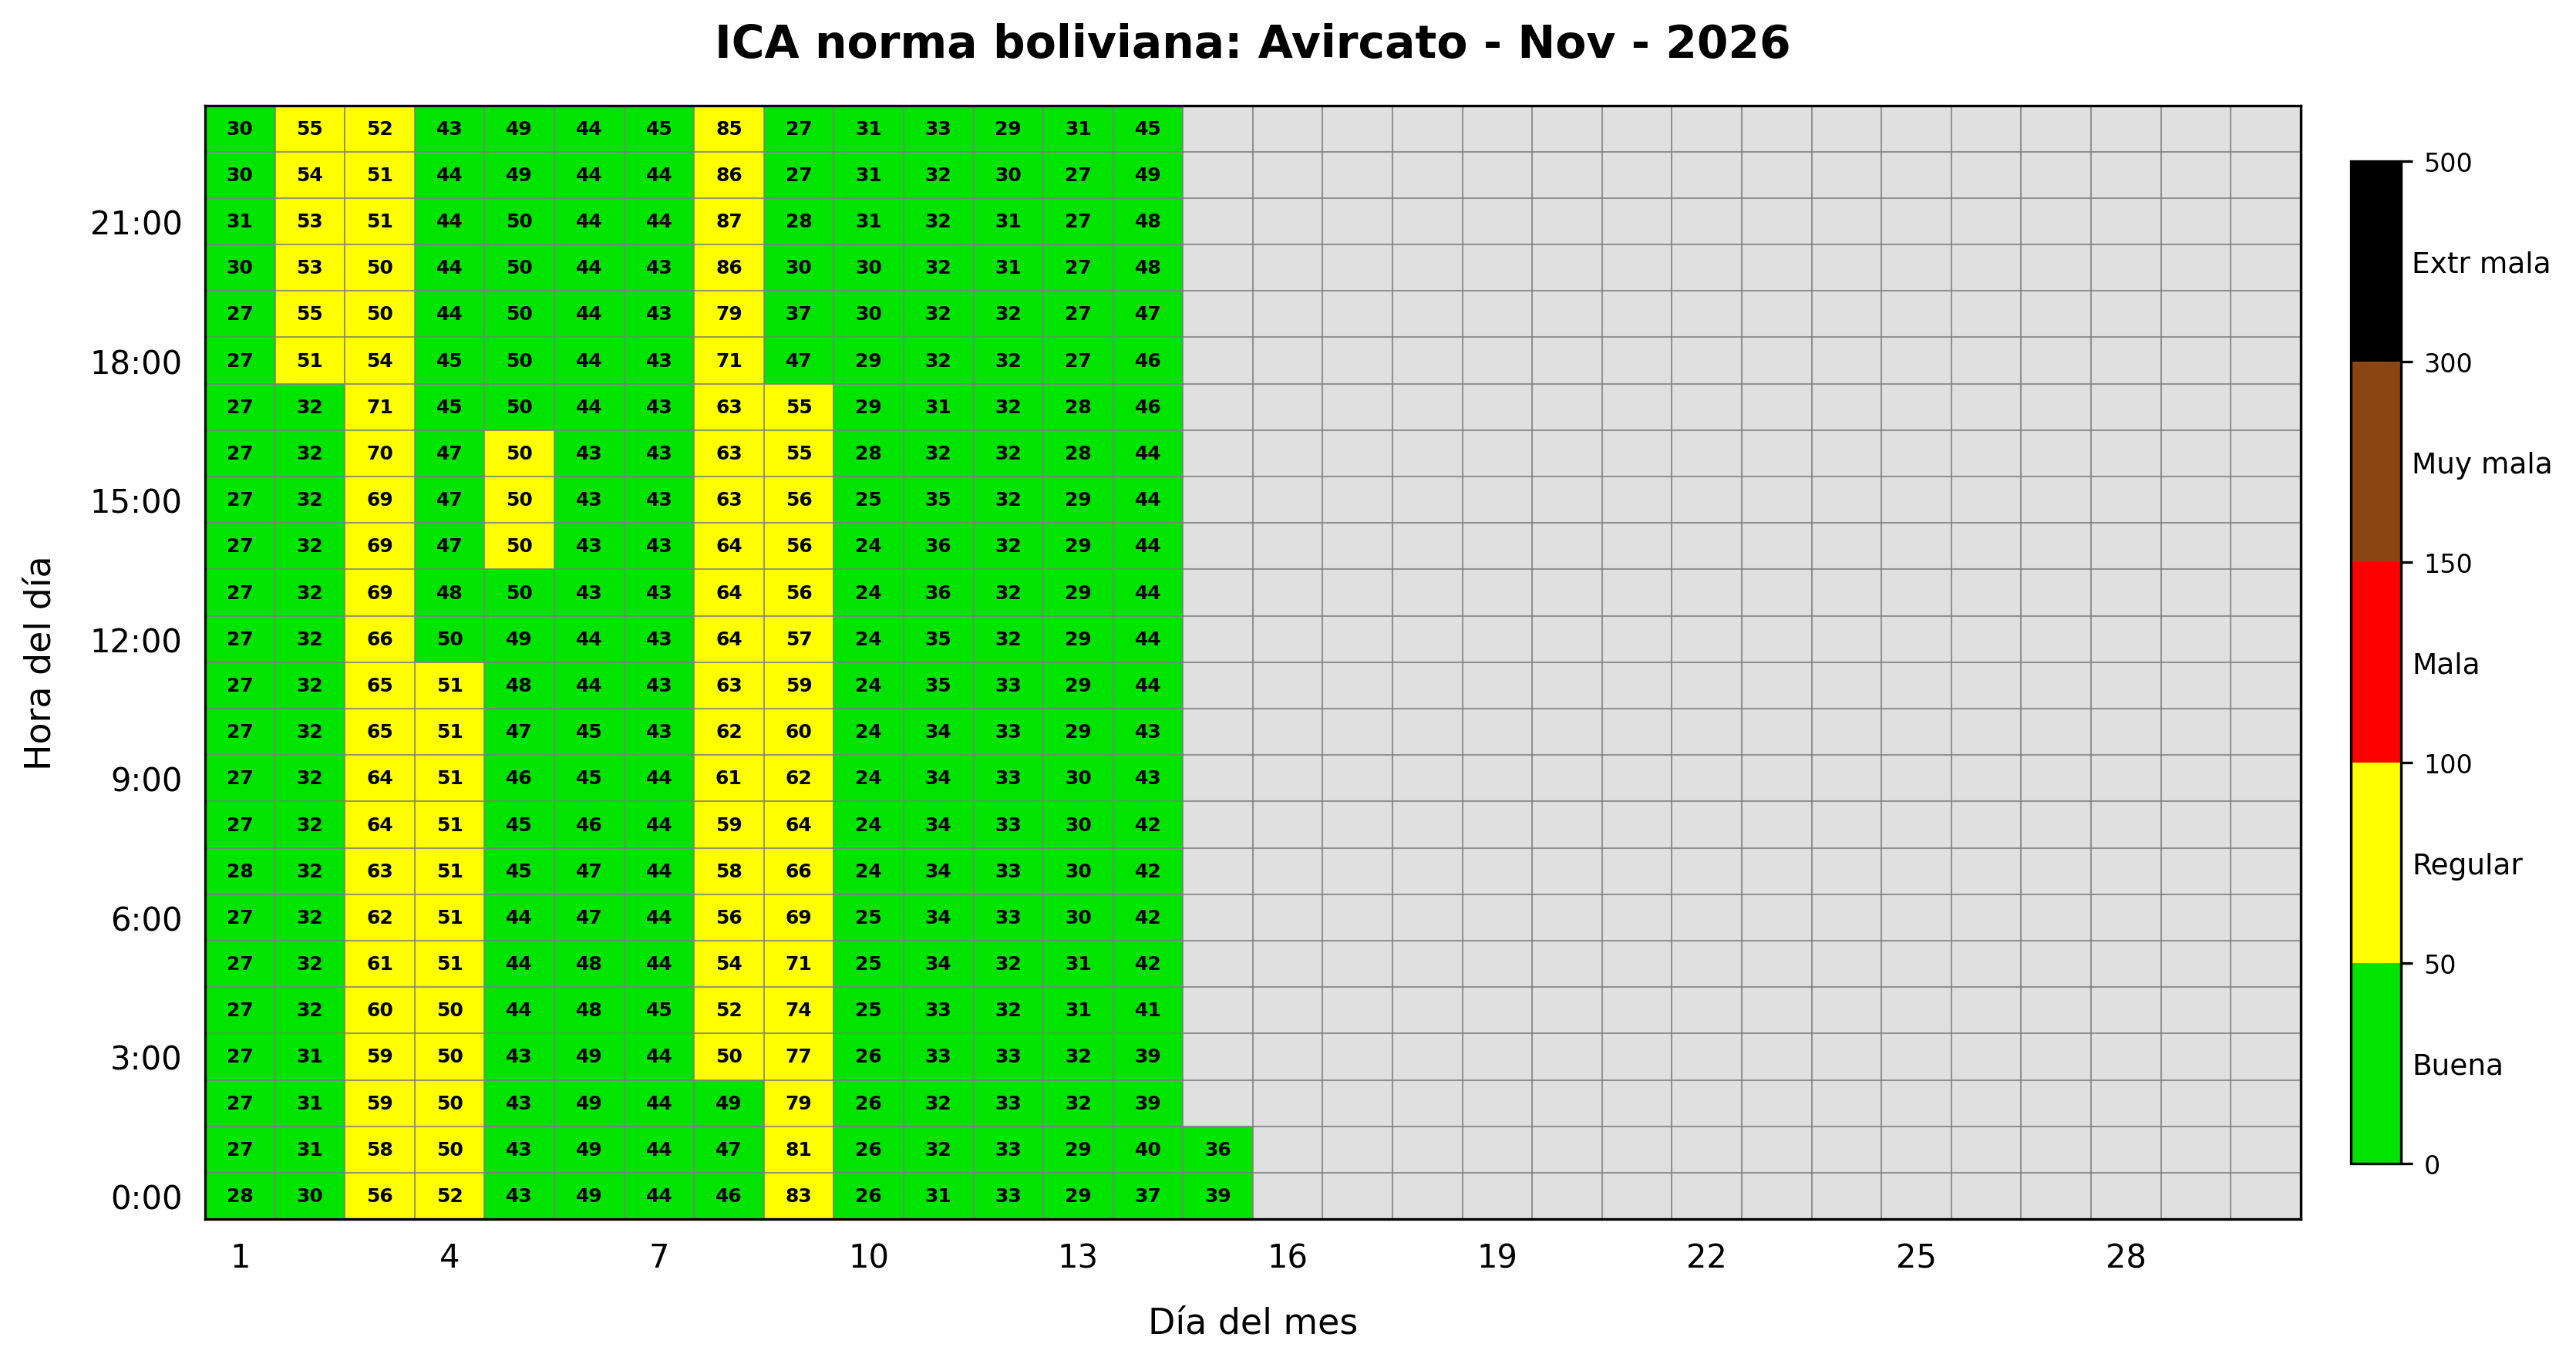 ICA norma boliviana: Avircato - Nov - 2026
30 55 52 43 49 44 45 85 27 31 33 29 31 45
30 54 51 44 49 44 44 86 27 31 32 30 27 49
21:00 31 53 51 44 50 44 44 87 28 31 32 31 27 48
30 53 50 44 50 44 43 86 30 30 32 31 27 48
27 55 50 44 50 44 43 79 37 30 32 32 27 47
18:00 27 51 54 45 50 44 43 71 47 29 32 32 27 46
27 32 71 45 50 44 43 63 55 29 31 32 28 46
27 32 70 47 50 43 43 63 55 28 32 32 28 44
15:00 27 32 69 47 50 43 43 63 56 25 35 32 29 44
27 32 69 47 50 43 43 64 56 24 36 32 29 44
27 32 69 48 50 43 43 64 56 24 36 32 29 44
12:00 27 32 66 50 49 44 43 64 57 24 35 32 29 44
27 32 65 51 48 44 43 63 59 24 35 33 29 44
27 32 65 51 47 45 43 62 60 24 34 33 29 43
9:00 27 32 64 51 46 45 44 61 62 24 34 33 30 43
27 32 64 51 45 46 44 59 64 24 34 33 30 42
28 32 63 51 45 47 44 58 66 24 34 33 30 42
6:00 27 32 62 51 44 47 44 56 69 25 34 33 30 42
27 32 61 51 44 48 44 54 71 25 34 32 31 42
27 32 60 50 44 48 45 52 74 25 33 32 31 41
3:00 27 31 59 50 43 49 44 50 77 26 33 33 32 39
27 31 59 50 43 49 44 49 79 26 32 33 32 39
27 31 58 50 43 49 44 47 81 26 32 33 29 40 36
0:00 28 30 56 52 43 49 44 46 83 26 31 33 29 37 39
1 4 7 10 13 16 19 22 25 28
Día del mes
Hora del día
500
Extr mala
300
Muy mala
150
Mala
100
Regular
50
Buena
0